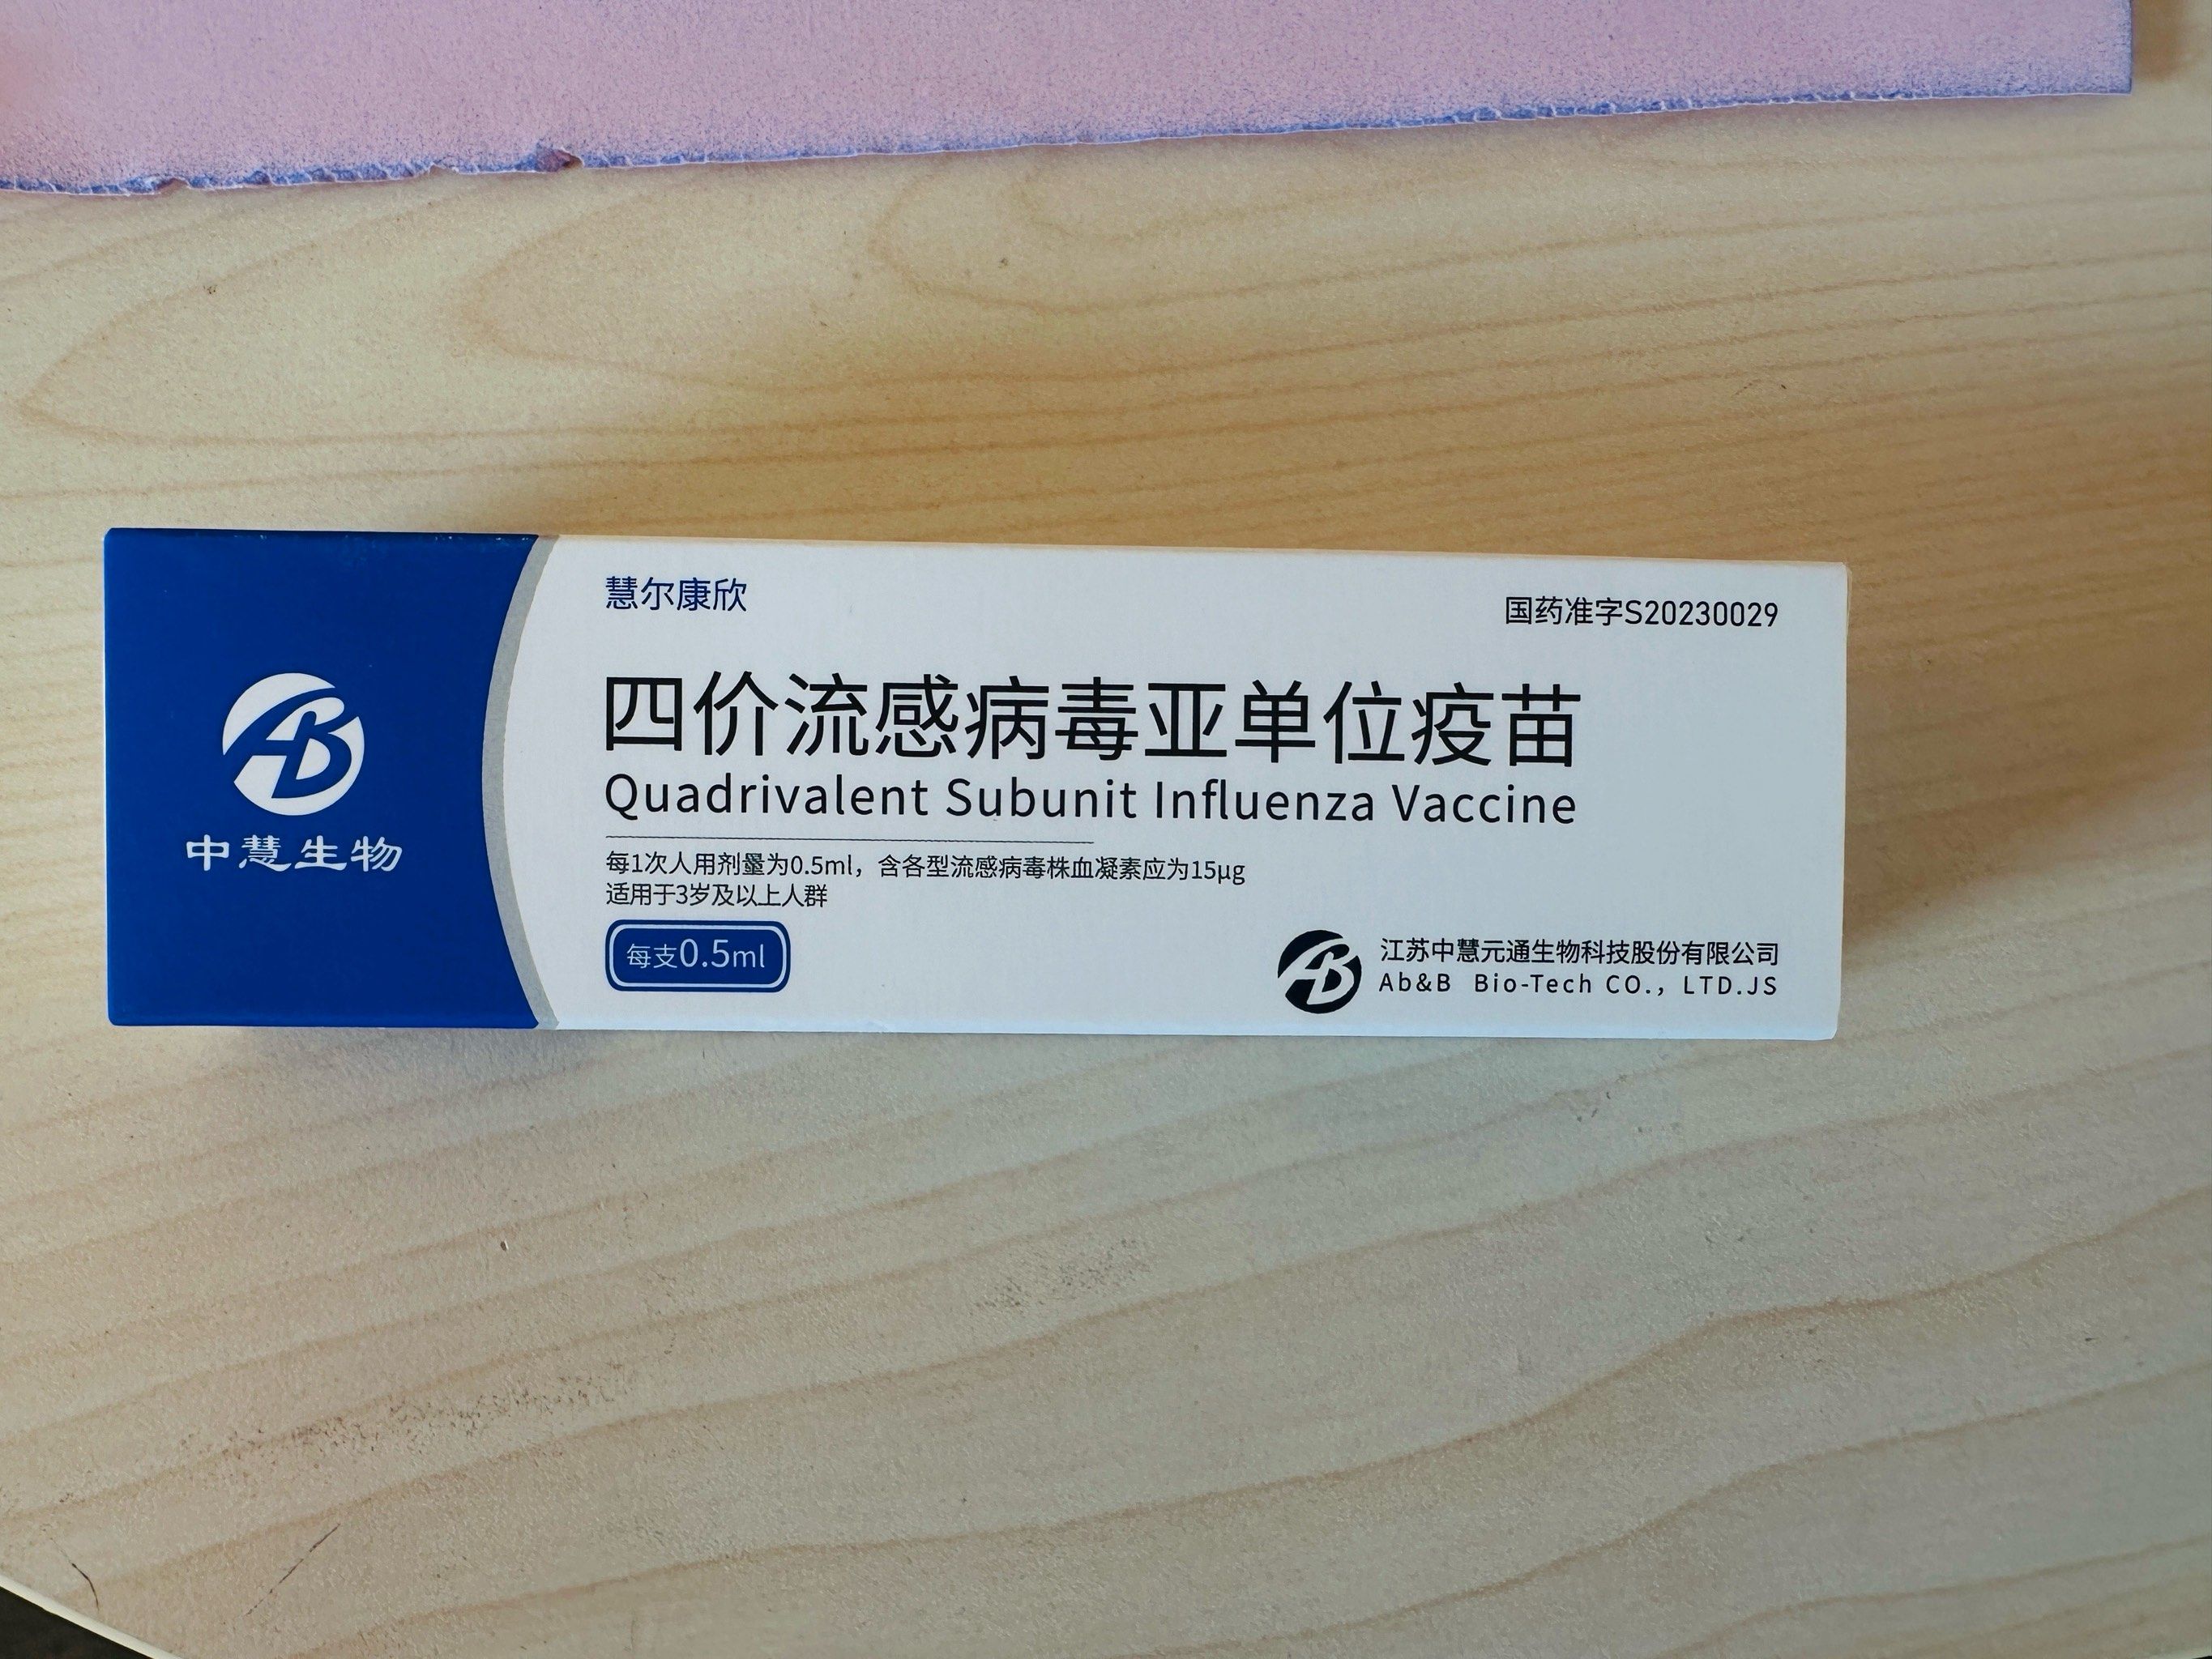 慧尔康欣
国药准字S20230029
四价流感病毒亚单位疫苗
Quadrivalent Subunit Influenza Vaccine
每1次人用剂量为0.5ml，含各型流感病毒株血凝素应为15μg
适用于3岁及以上人群
每支0.5ml
AB
中慧生物
AB
江苏中慧元通生物科技股份有限公司
Ab&B Bio-Tech CO., LTD.JS